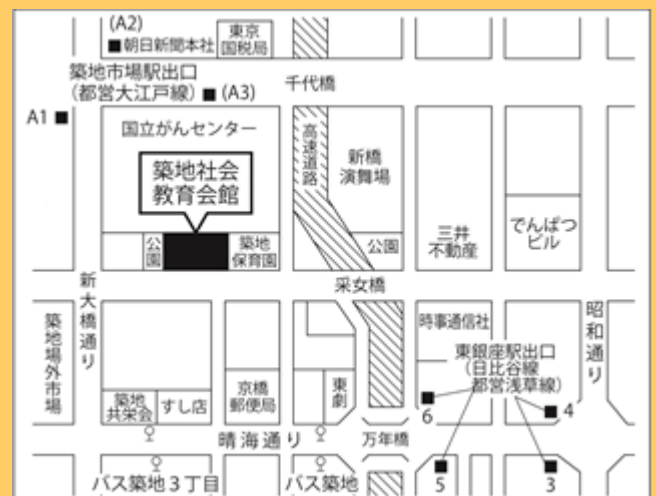 (A2)
■朝日新聞本社
東京
国税局
築地市場駅出口
(都営大江戸線)■(A3)
千代橋
A1■
国立がんセンター
高速道路
新橋
演舞場
築地社会
教育会館
公園
築地
保育園
公園
三井
不動産
でんぱつ
ビル
采女橋
新大橋通り
築地場外市場
時事通信社
昭和通り
東銀座駅出口
(日比谷線
都営浅草線)
築地
共栄会
すし店
京橋
郵便局
東劇
6
4
晴海通り
万年橋
バス築地3丁目
バス築地
5
3